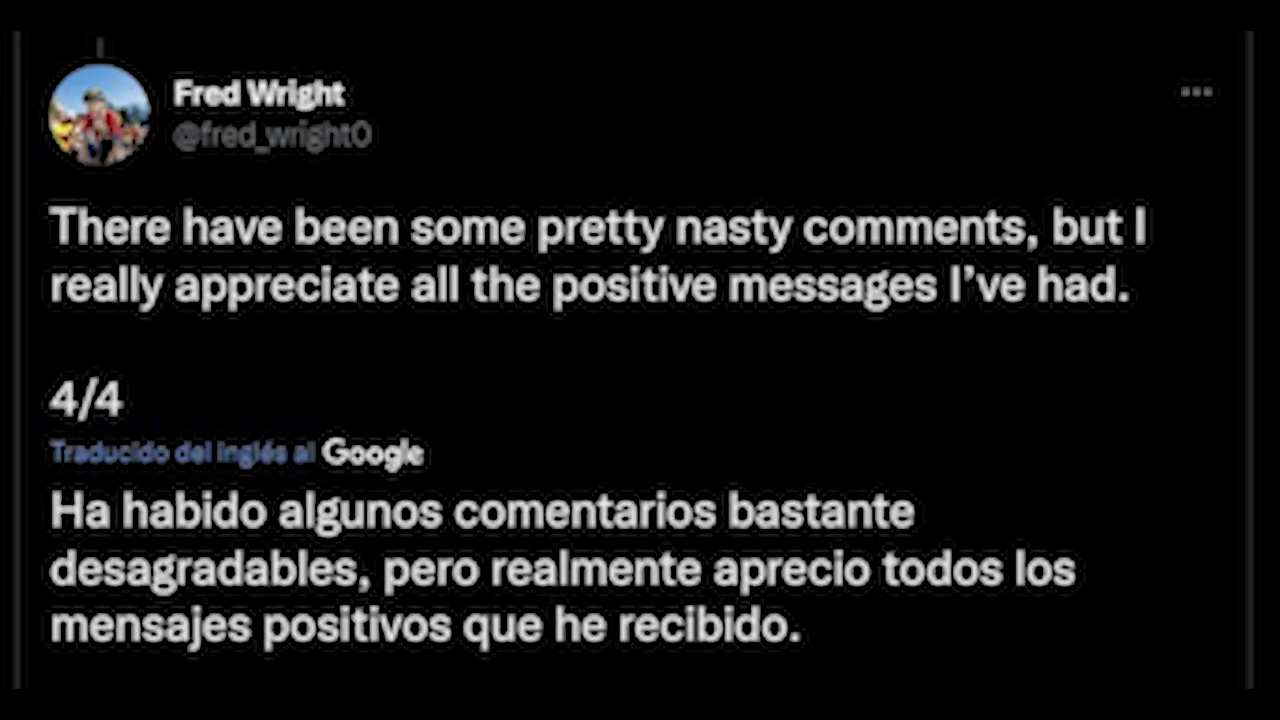 Fred Wright
@fred_wright0
There have been some pretty nasty comments, but I
really appreciate all the positive messages I’ve had.
4/4
Traducido del inglés al Google
Ha habido algunos comentarios bastante
desagradables, pero realmente aprecio todos los
mensajes positivos que he recibido.